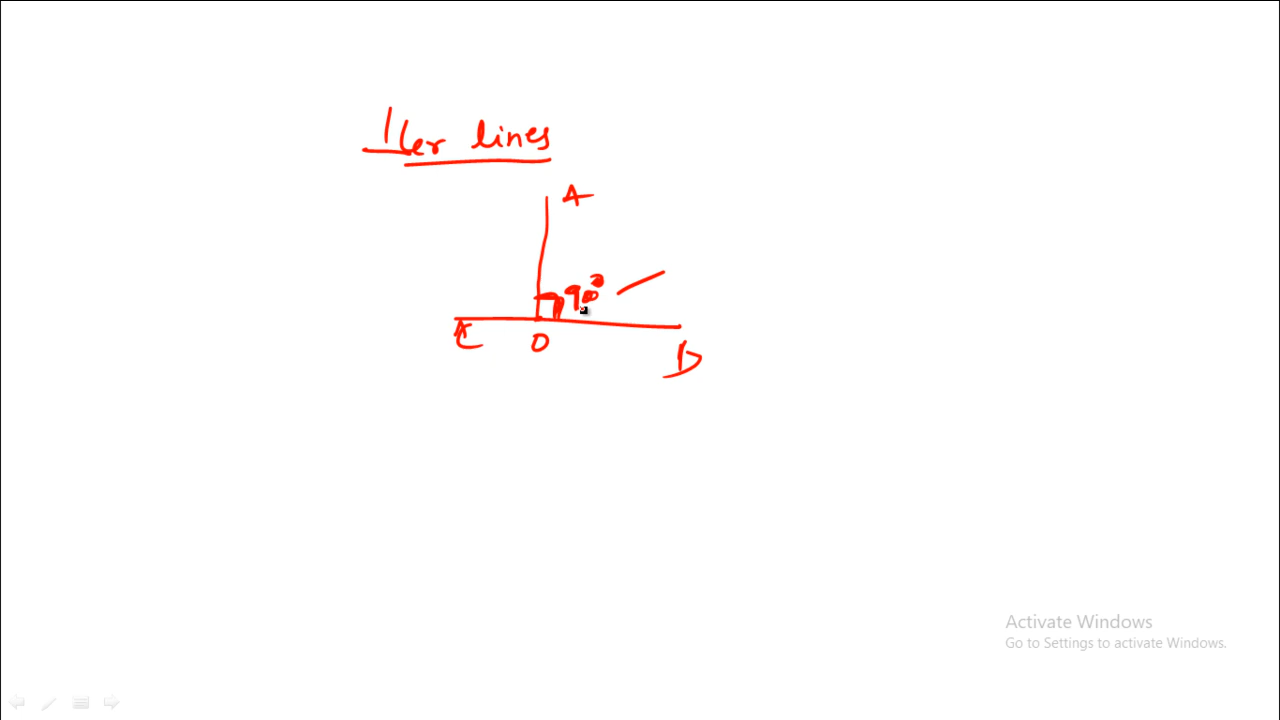 ⊥er lines
A
90°
C O D
Activate Windows
Go to Settings to activate Windows.